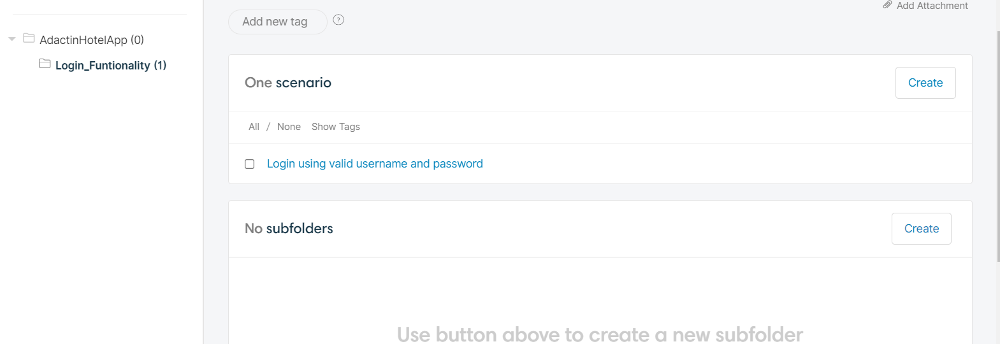 Add Attachment
Add new tag
?
AdactinHotelApp (0)
Login_Funtionality (1)
One scenario
Create
All / None Show Tags
Login using valid username and password
No subfolders
Create
Use button above to create a new subfolder